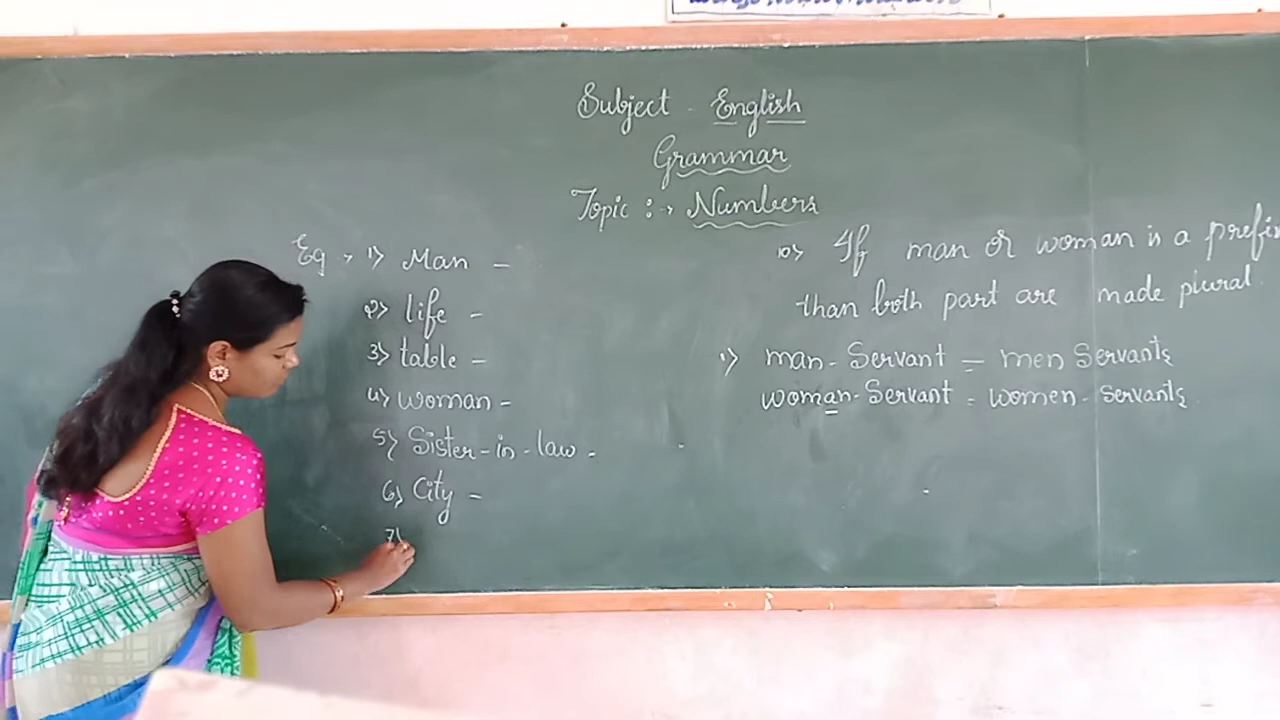 Subject - English
Grammar
Topic :→ Numbers
Eg → 1> Man -
2> life -
3> table -
4> woman -
5> Sister-in-law -
6> City -
7>
10> If man or woman is a prefix
than both part are made plural.
1> man-Servant = men Servants
woman-Servant = women-Servants